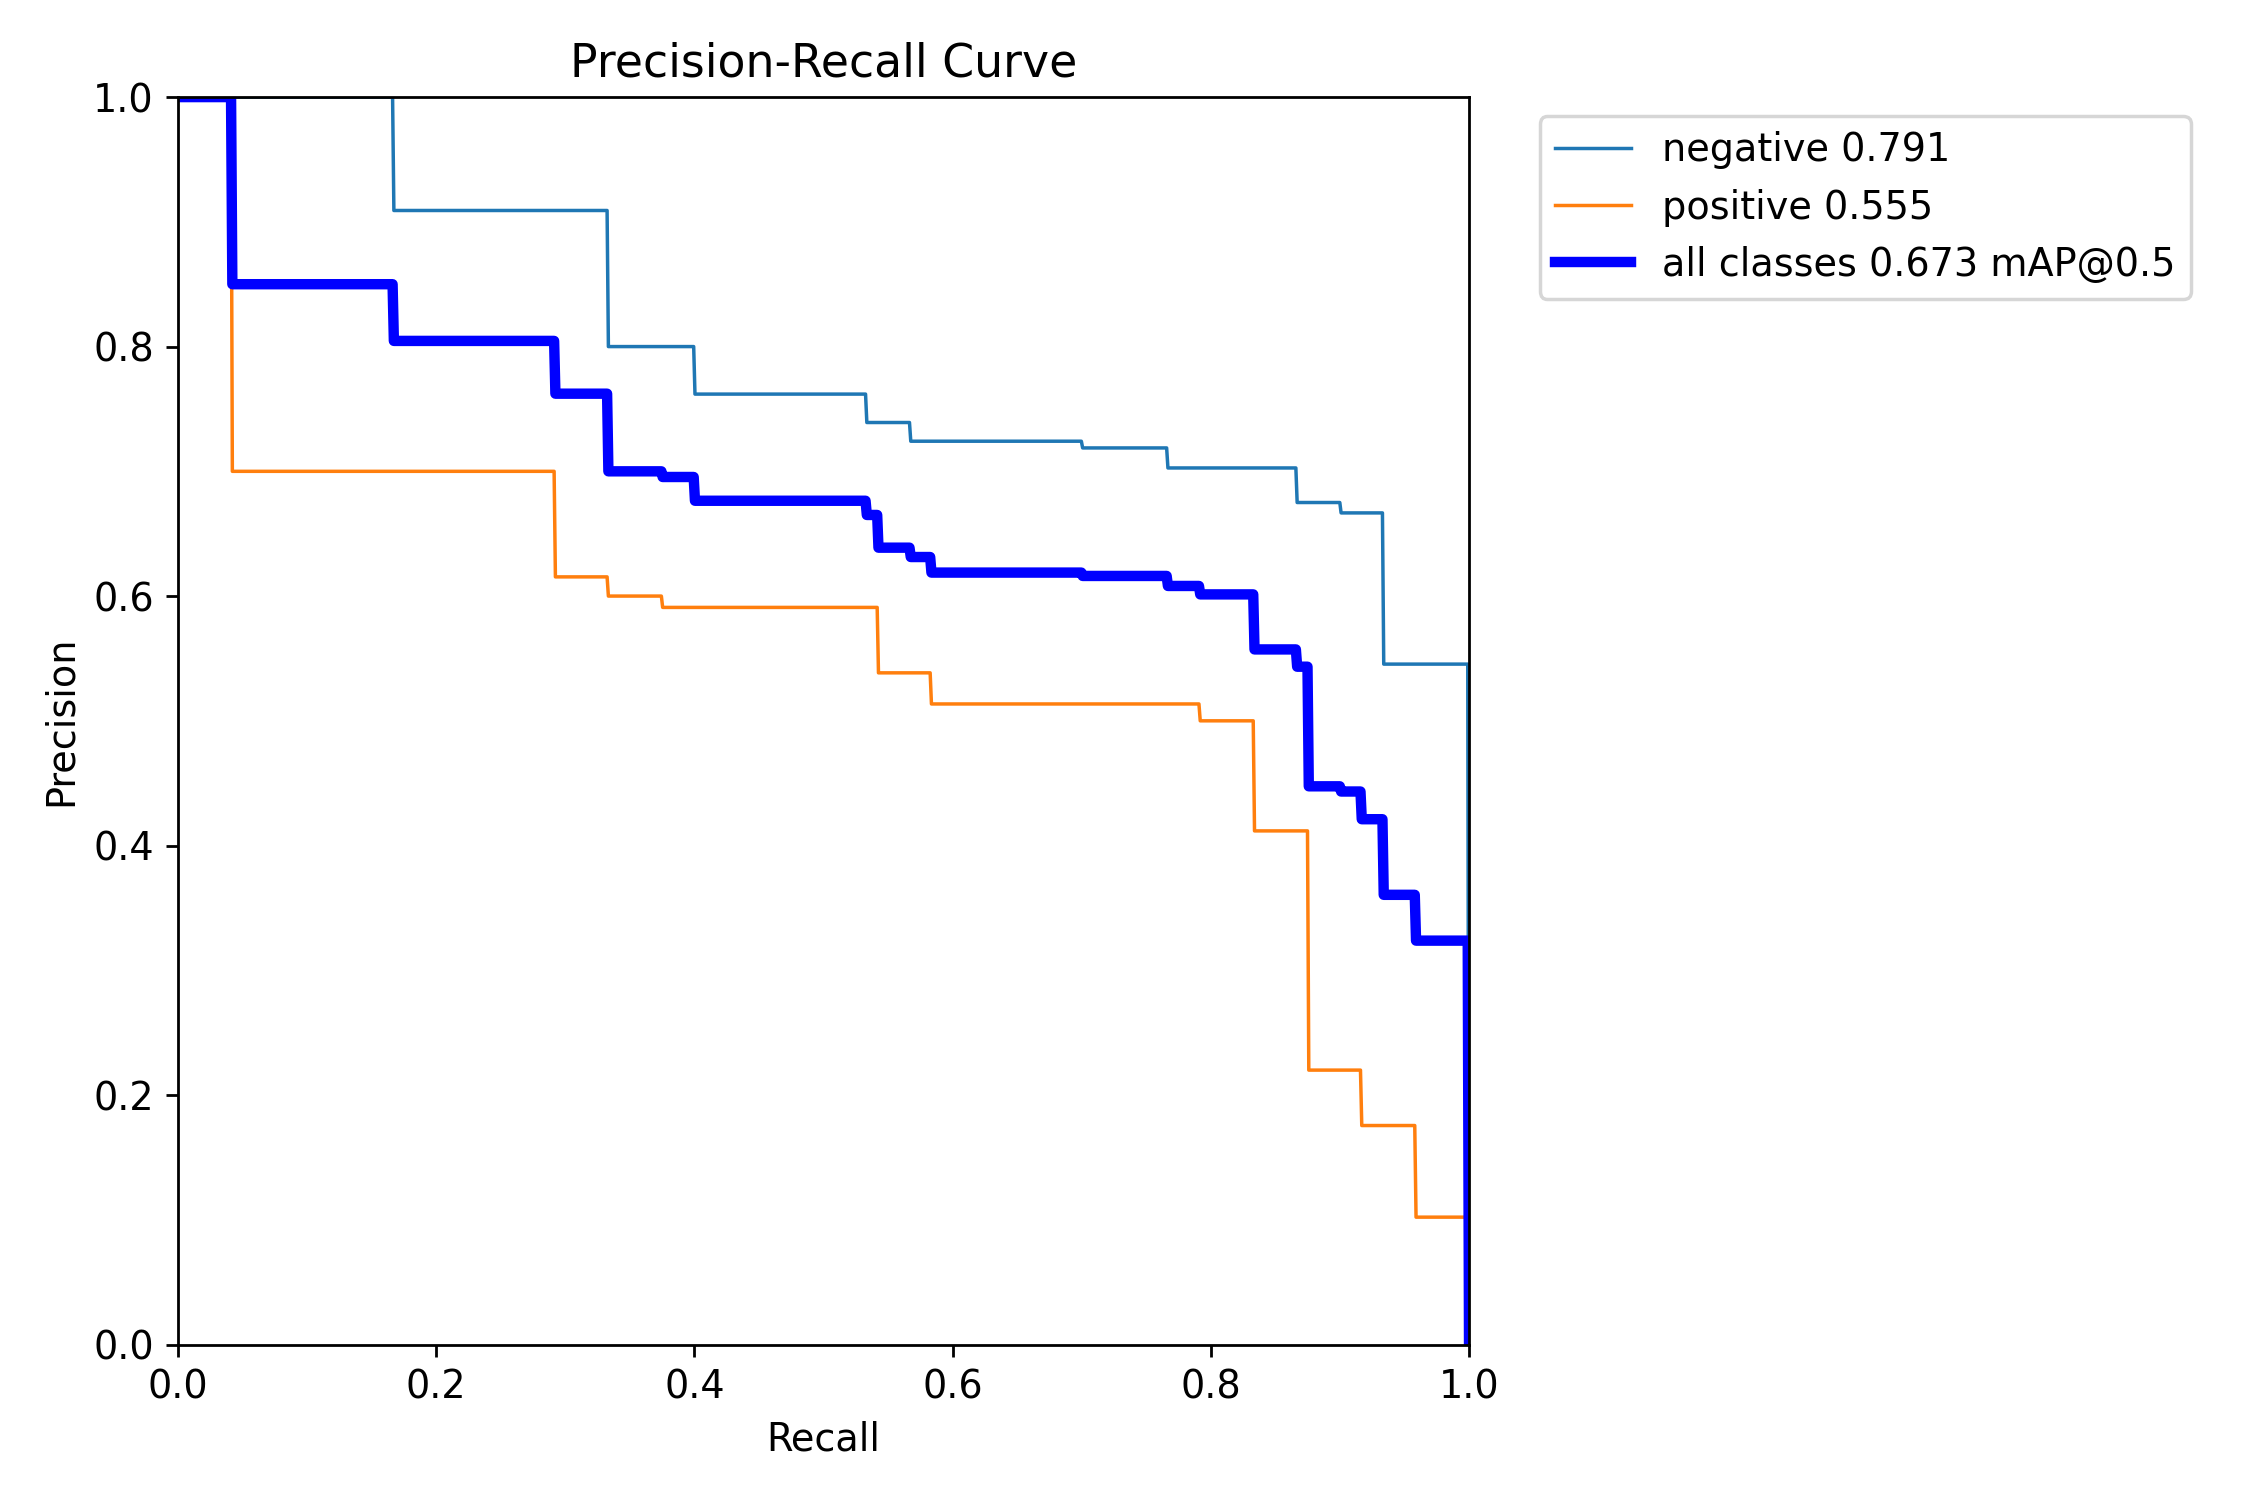 Precision-Recall Curve
1.0
0.8
0.6
0.4
0.2
0.0
Precision
0.0 0.2 0.4 0.6 0.8 1.0
Recall
negative 0.791
positive 0.555
all classes 0.673 mAP@0.5